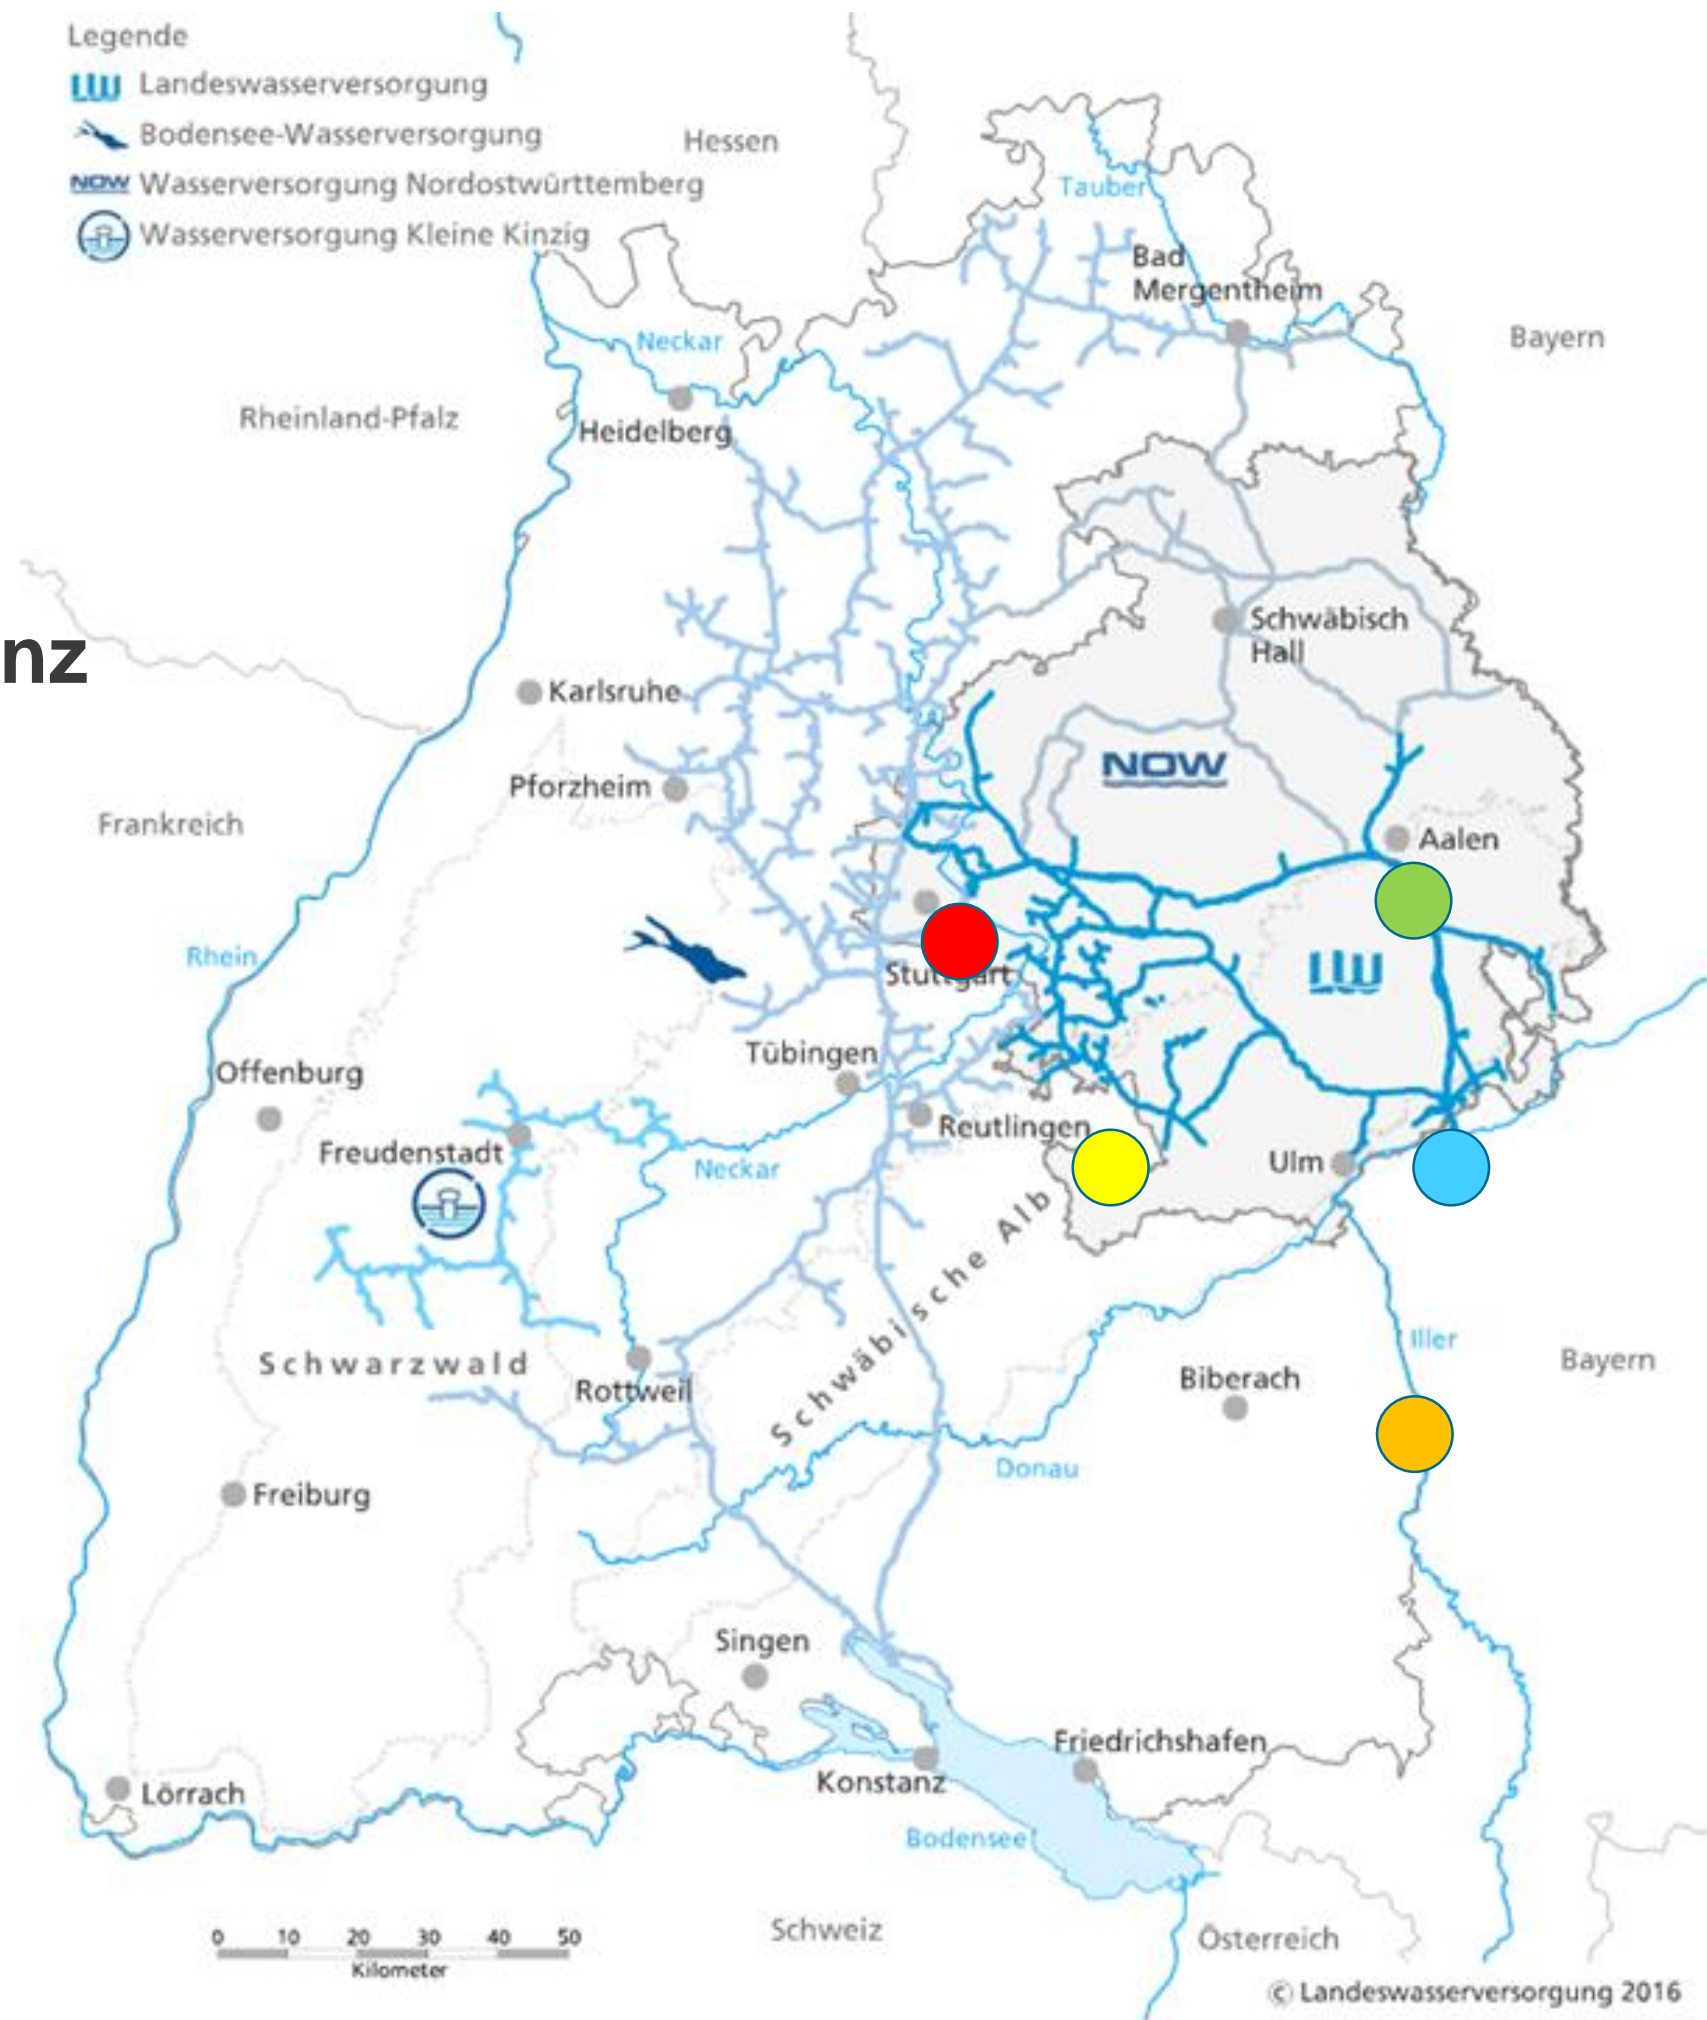 Legende
LW Landeswasserversorgung
Bodensee-Wasserversorgung
NOW Wasserversorgung Nordostwürttemberg
Wasserversorgung Kleine Kinzig
Hessen
Tauber
Bad
Mergentheim
Bayern
Neckar
Rheinland-Pfalz
Heidelberg
Schwäbisch
Hall
nz
Karlsruhe
NOW
Pforzheim
Frankreich
Aalen
Rhein
LW
Stuttgart
Tübingen
Offenburg
Reutlingen
Freudenstadt
Neckar
Ulm
Schwäbische Alb
Iller
Schwarzwald
Bayern
Rottweil
Biberach
Donau
Freiburg
Singen
Friedrichshafen
Konstanz
Lörrach
Bodensee
Schweiz
Österreich
0 10 20 30 40 50
Kilometer
© Landeswasserversorgung 2016